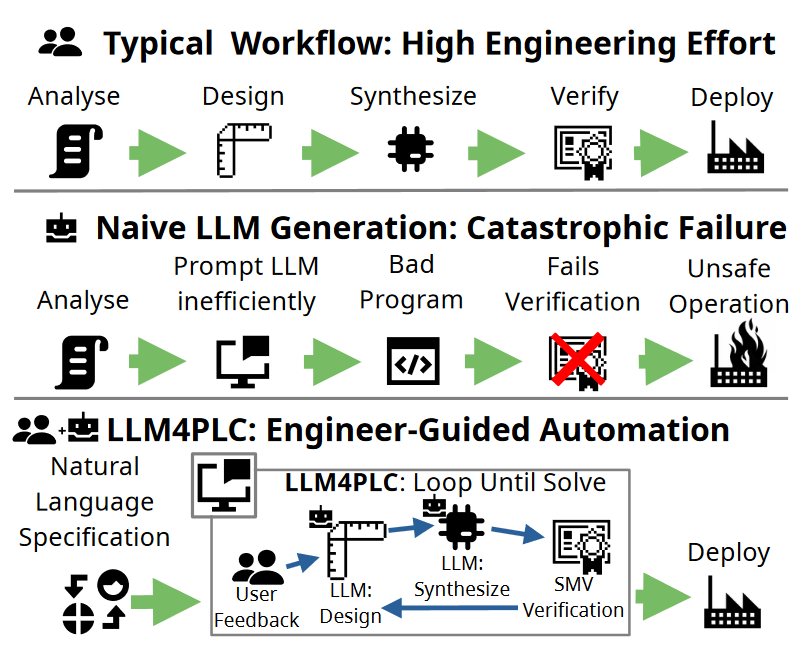 Typical Workflow: High Engineering Effort
Analyse
Design
Synthesize
Verify
Deploy
Naive LLM Generation: Catastrophic Failure
Analyse
Prompt LLM
inefficiently
Bad
Program
Fails
Verification
Unsafe
Operation
</>
+
LLM4PLC: Engineer-Guided Automation
Natural
Language
Specification
LLM4PLC: Loop Until Solve
User
Feedback
LLM:
Design
LLM:
Synthesize
SMV
Verification
Deploy